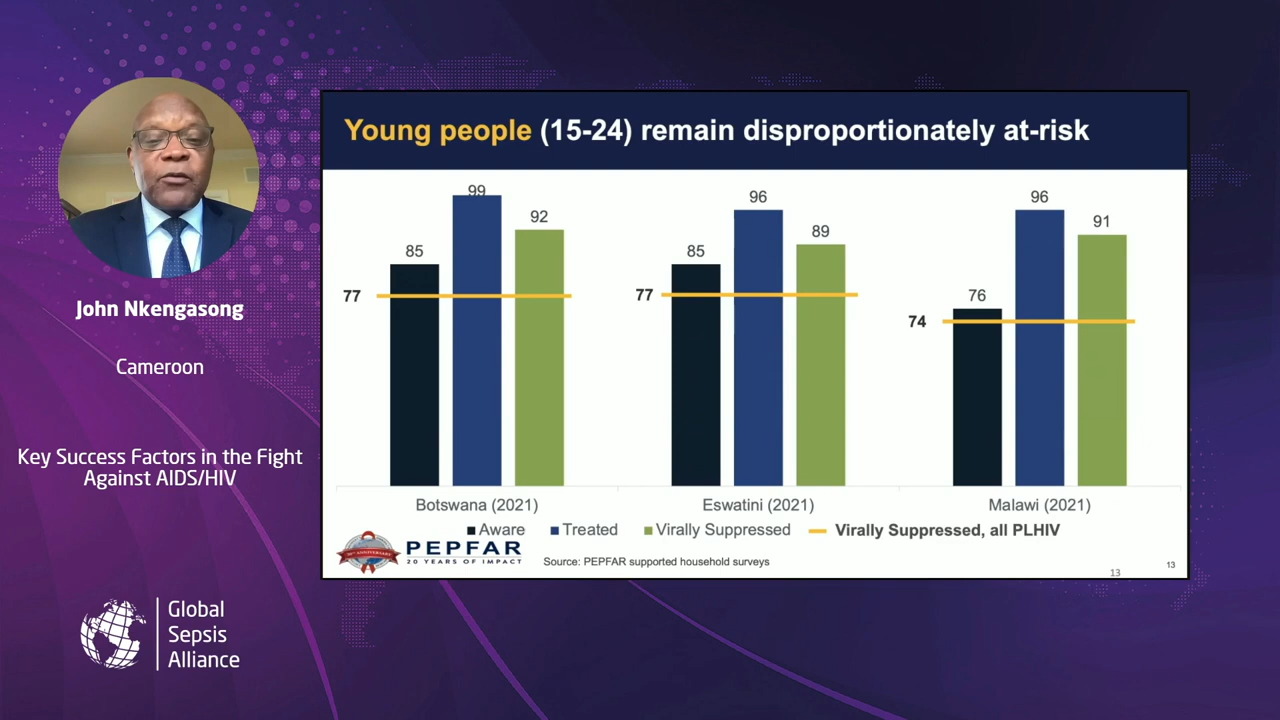 John Nkengasong
Cameroon
Key Success Factors in the Fight
Against AIDS/HIV
Global
Sepsis
Alliance
Young people (15-24) remain disproportionately at-risk
85
99
92
77
85
96
89
77
76
96
91
74
Botswana (2021)
Eswatini (2021)
Malawi (2021)
Aware
Treated
Virally Suppressed
Virally Suppressed, all PLHIV
PEPFAR
20 YEARS OF IMPACT
Source: PEPFAR supported household surveys
13
13